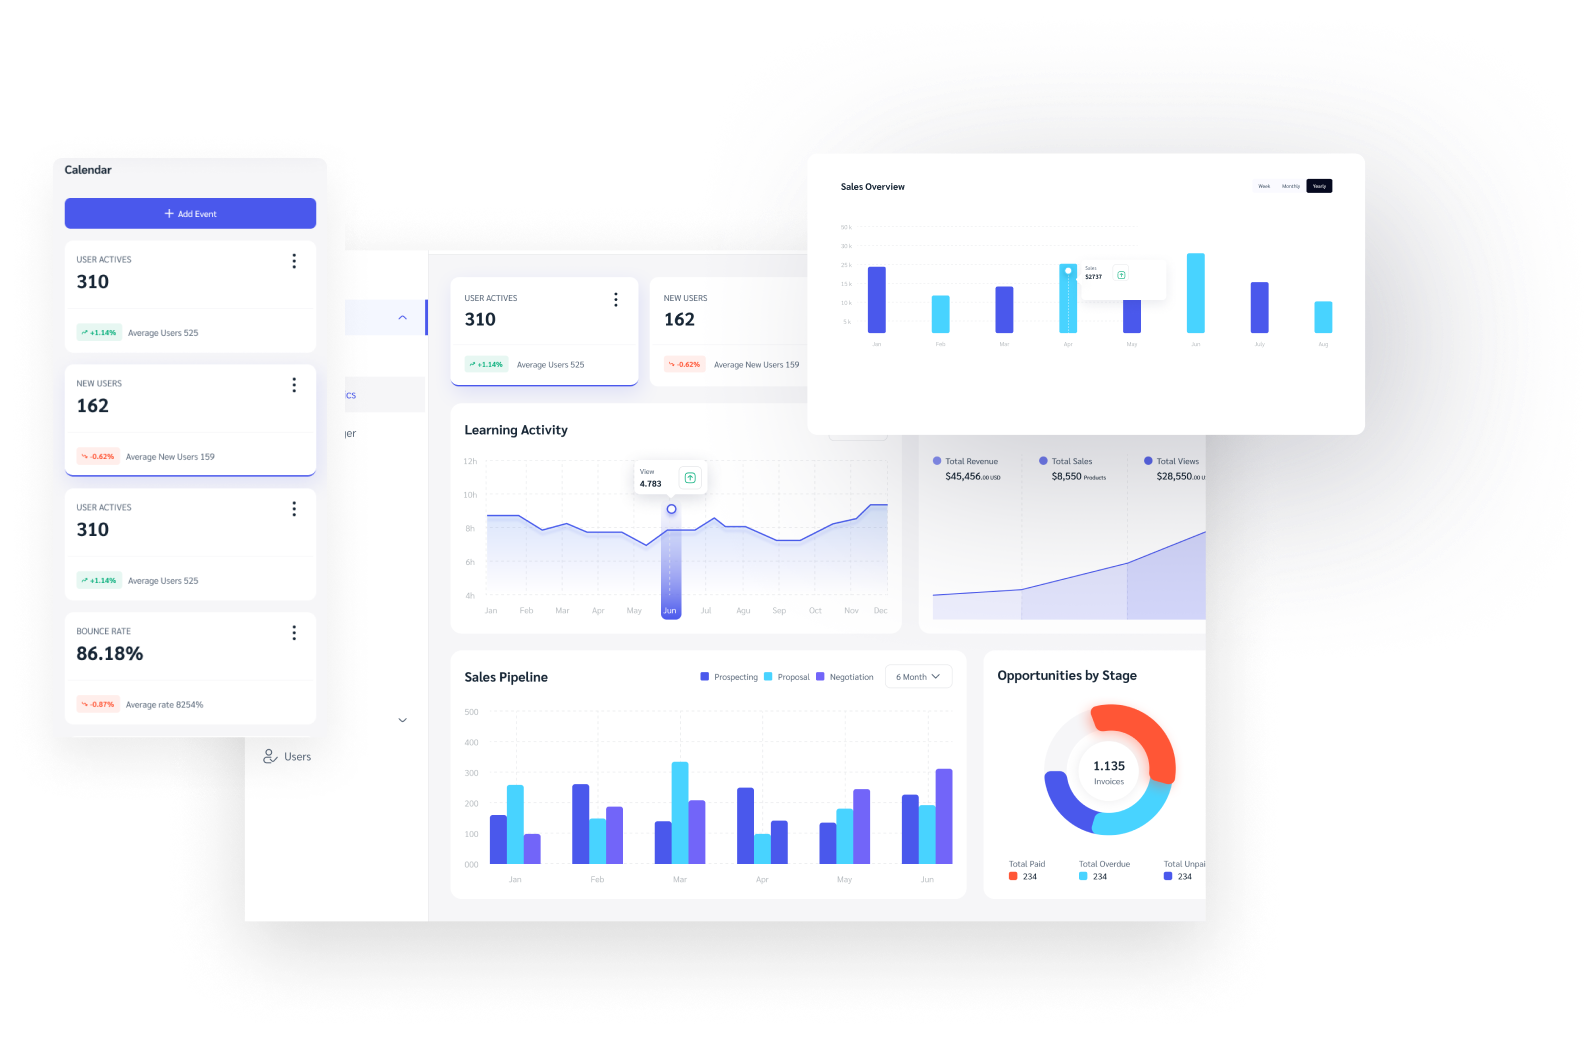 Calendar
Add Event
USER ACTIVES
310
+1.14% Average Users 525
NEW USERS
162
-0.62% Average New Users 159
USER ACTIVES
310
+1.14% Average Users 525
BOUNCE RATE
86.18%
-0.87% Average rate 8254%
ics
ger
Users
USER ACTIVES
310
+1.14% Average Users 525
NEW USERS
162
-0.62% Average New Users 159
Sales Overview
Week Monthly Yearly
50 k
30 k
25 k
15 k
10 k
5 k
Sales
$2737
Jan Feb Mar Apr May Jun July Aug
Learning Activity
12h
10h
8h
6h
4h
View
4.783
Jan Feb Mar Apr May Jun Jul Agu Sep Oct Nov Dec
Total Revenue
$45,456.00 USD
Total Sales
$8,550 Products
Total Views
$28,550.00 U
Sales Pipeline
Prospecting Proposal Negotiation
6 Month
500
400
300
200
100
000
Jan Feb Mar Apr May Jun
Opportunities by Stage
1.135
Invoices
Total Paid
234
Total Overdue
234
Total Unpai
234